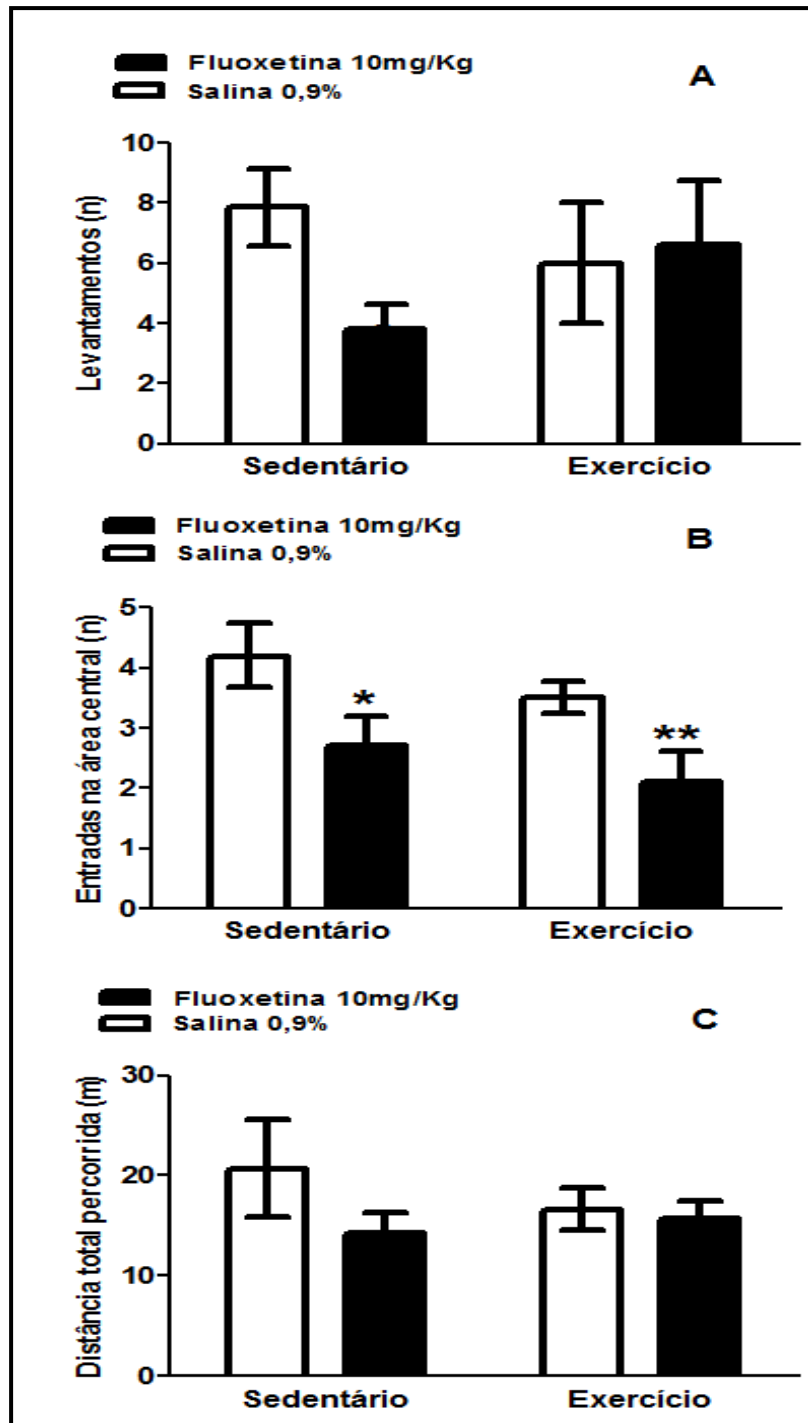 Fluoxetina 10mg/Kg
Salina 0,9%
A
Levantamentos (n)
10
8
6
4
2
0
Sedentário
Exercício
Fluoxetina 10mg/Kg
Salina 0,9%
B
Entradas na área central (n)
5
4
3
2
1
0
*
**
Sedentário
Exercício
Fluoxetina 10mg/Kg
Salina 0,9%
C
Distância total percorrida (m)
30
20
10
0
Sedentário
Exercício